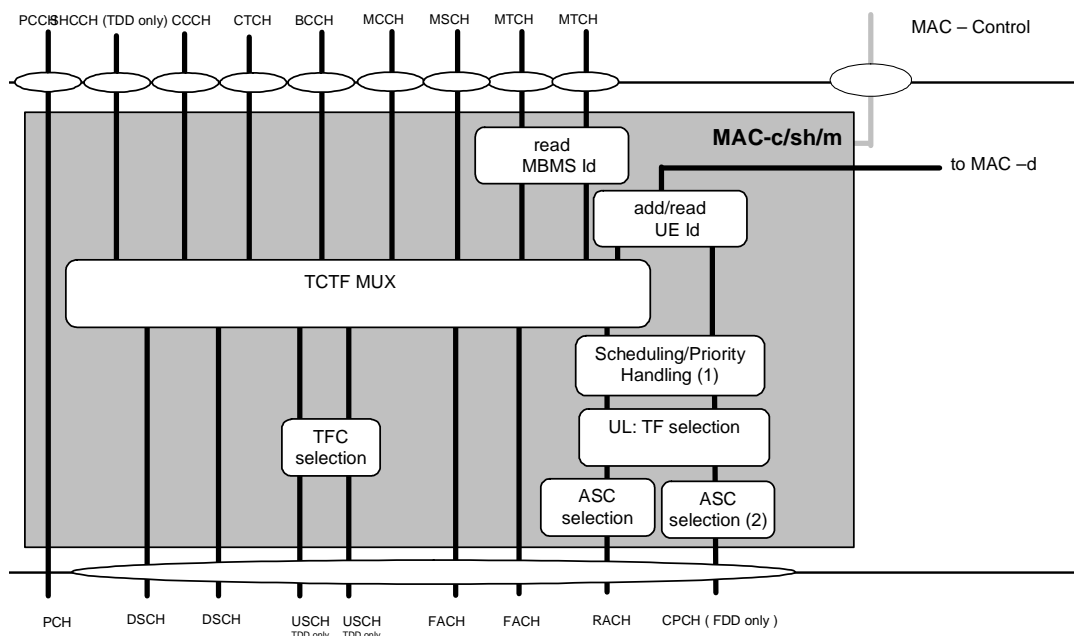 PCCH SHCCH (TDD only) CCCH CTCH BCCH MCCH MSCH MTCH MTCH
MAC – Control
MAC-c/sh/m
read
MBMS Id
to MAC –d
add/read
UE Id
TCTF MUX
Scheduling/Priority
Handling (1)
UL: TF selection
TFC
selection
ASC
selection
ASC
selection (2)
PCH DSCH DSCH USCH USCH FACH FACH RACH CPCH ( FDD only )
TDD only TDD only